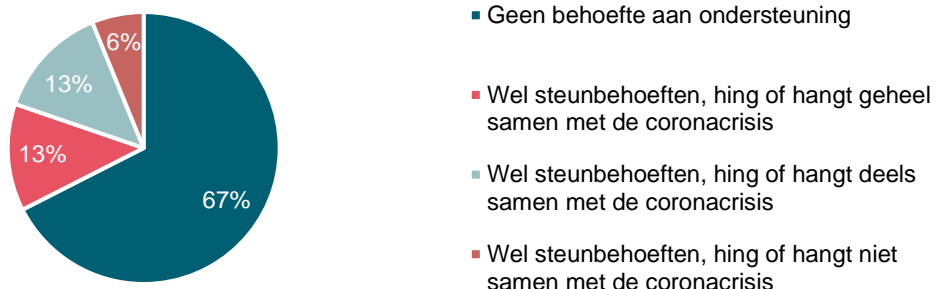 6%
13%
13%
67%
Geen behoefte aan ondersteuning
Wel steunbehoeften, hing of hangt geheel
samen met de coronacrisis
Wel steunbehoeften, hing of hangt deels
samen met de coronacrisis
Wel steunbehoeften, hing of hangt niet
samen met de coronacrisis